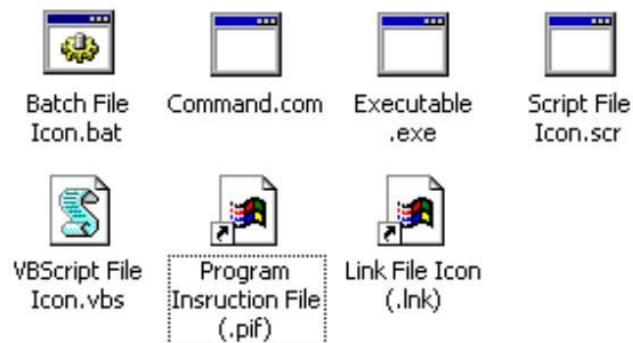 Batch File
Icon.bat
Command.com
Executable
.exe
Script File
Icon.scr
VBScript File
Icon.vbs
Program
Insruction File
(.pif)
Link File Icon
(.lnk)